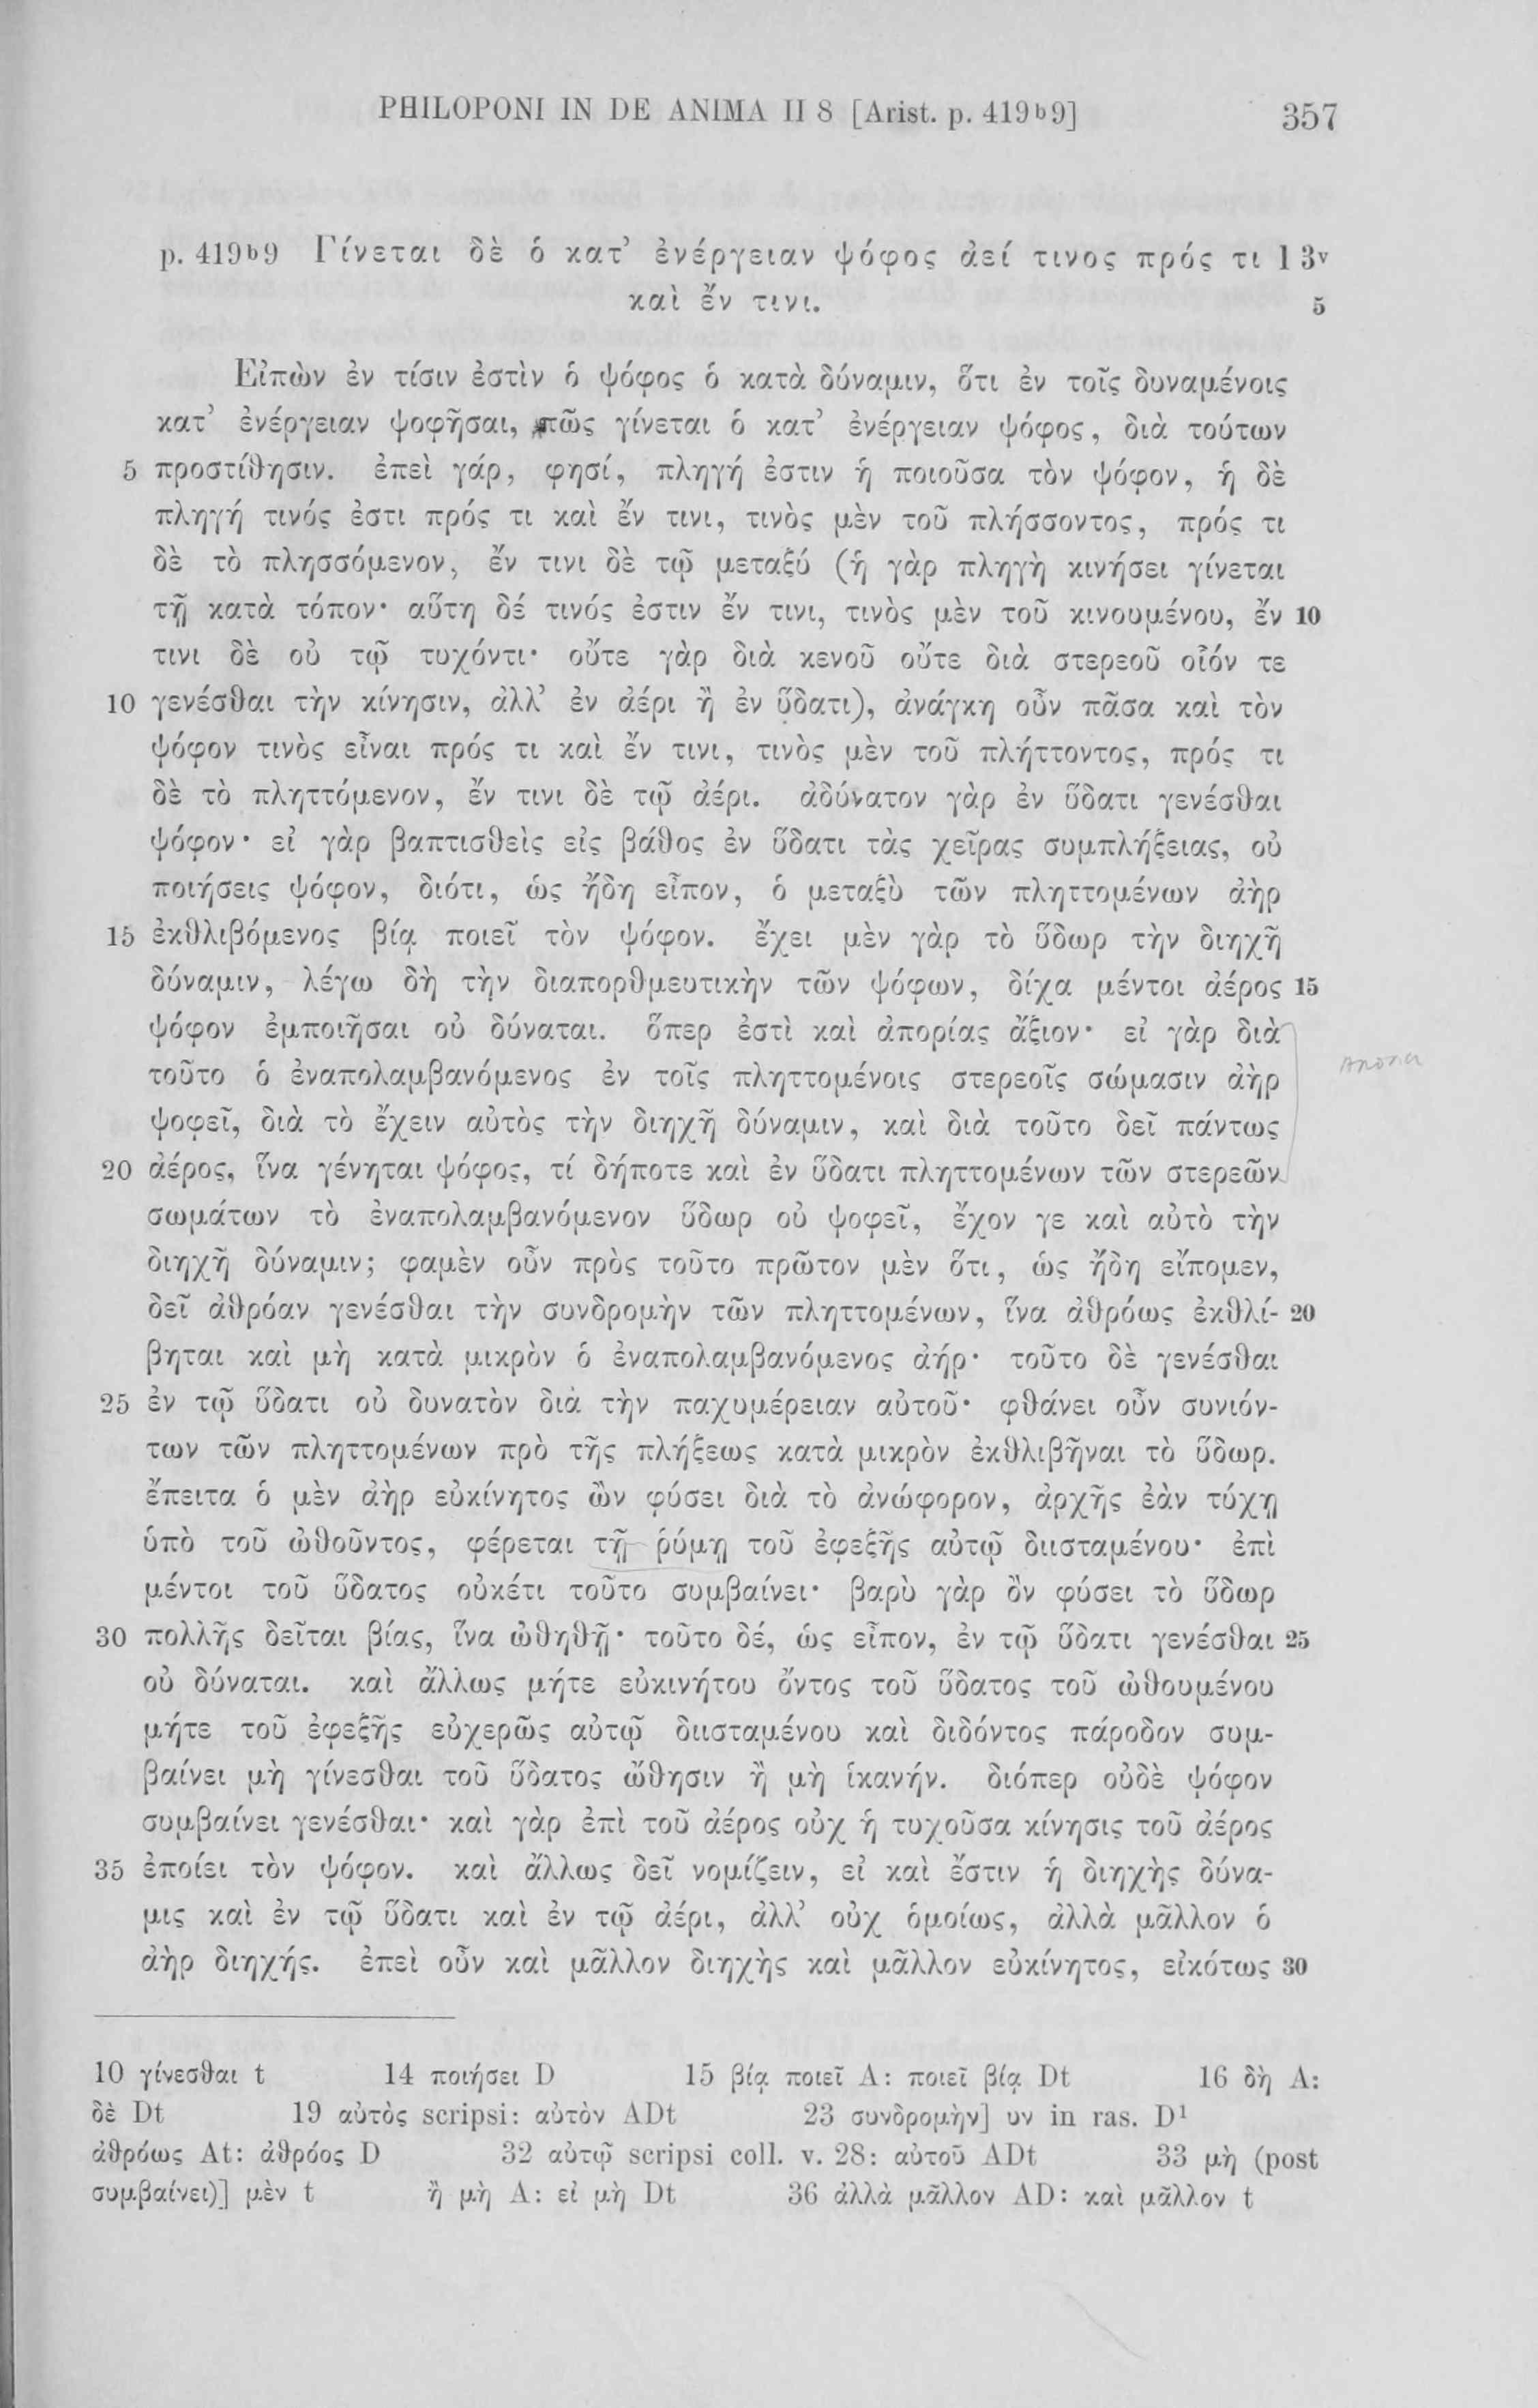 PHILOPONI IN DE ANIMA II 8 [Arist. p. 419b9] 357
p. 419b9 Γίνεται δὲ ὁ κατ’ ἐνέργειαν ψόφος ἀεί τινος πρός τι 13v
καὶ ἔν τινι. 5
Εἰπὼν ἐν τίσιν ἐστὶν ὁ ψόφος ὁ κατὰ δύναμιν, ὅτι ἐν τοῖς δυναμένοις
κατ’ ἐνέργειαν ψοφῆσαι, πῶς γίνεται ὁ κατ’ ἐνέργειαν ψόφος, διὰ τούτων
5 προστίθησιν. ἐπεὶ γάρ, φησί, πληγή ἐστιν ἡ ποιοῦσα τὸν ψόφον, ἡ δὲ
πληγή τινός ἐστι πρός τι καὶ ἔν τινι, τινὸς μὲν τοῦ πλήσσοντος, πρός τι
δὲ τὸ πλησσόμενον, ἔν τινι δὲ τῷ μεταξύ (ἡ γὰρ πληγὴ κινήσει γίνεται
τῇ κατὰ τόπον· αὕτη δέ τινός ἐστιν ἔν τινι, τινὸς μὲν τοῦ κινουμένου, ἔν 10
τινι δὲ οὐ τῷ τυχόντι· οὔτε γὰρ διὰ κενοῦ οὔτε διὰ στερεοῦ οἷόν τε
10 γενέσθαι τὴν κίνησιν, ἀλλ’ ἐν ἀέρι ἢ ἐν ὕδατι), ἀνάγκη οὖν πᾶσα καὶ τὸν
ψόφον τινὸς εἶναι πρός τι καὶ ἔν τινι, τινὸς μὲν τοῦ πλήττοντος, πρός τι
δὲ τὸ πληττόμενον, ἔν τινι δὲ τῷ ἀέρι. ἀδύνατον γὰρ ἐν ὕδατι γενέσθαι
ψόφον· εἰ γὰρ βαπτισθεὶς εἰς βάθος ἐν ὕδατι τὰς χεῖρας συμπλήξειας, οὐ
ποιήσεις ψόφον, διότι, ὡς ἤδη εἶπον, ὁ μεταξὺ τῶν πληττομένων ἀὴρ
15 ἐκθλιβόμενος βίᾳ ποιεῖ τὸν ψόφον. ἔχει μὲν γὰρ τὸ ὕδωρ τὴν διηχῆ
δύναμιν, λέγω δὴ τὴν διαπορθμευτικὴν τῶν ψόφων, δίχα μέντοι ἀέρος 15
ψόφον ἐμποιῆσαι οὐ δύναται. ὅπερ ἐστὶ καὶ ἀπορίας ἄξιον· εἰ γὰρ διὰ
τοῦτο ὁ ἐναπολαμβανόμενος ἐν τοῖς πληττομένοις στερεοῖς σώμασιν ἀὴρ
ψοφεῖ, διὰ τὸ ἔχειν αὐτὸς τὴν διηχῆ δύναμιν, καὶ διὰ τοῦτο δεῖ πάντως
20 ἀέρος, ἵνα γένηται ψόφος, τί δήποτε καὶ ἐν ὕδατι πληττομένων τῶν στερεῶν
σωμάτων τὸ ἐναπολαμβανόμενον ὕδωρ οὐ ψοφεῖ, ἔχον γε καὶ αὐτὸ τὴν
διηχῆ δύναμιν; φαμὲν οὖν πρὸς τοῦτο πρῶτον μὲν ὅτι, ὡς ἤδη εἴπομεν,
δεῖ ἀθρόαν γενέσθαι τὴν συνδρομὴν τῶν πληττομένων, ἵνα ἀθρόως ἐκθλί- 20
βηται καὶ μὴ κατὰ μικρὸν ὁ ἐναπολαμβανόμενος ἀήρ· τοῦτο δὲ γενέσθαι
25 ἐν τῷ ὕδατι οὐ δυνατὸν διὰ τὴν παχυμέρειαν αὐτοῦ· φθάνει οὖν συνιόν-
των τῶν πληττομένων πρὸ τῆς πλήξεως κατὰ μικρὸν ἐκθλιβῆναι τὸ ὕδωρ.
ἔπειτα ὁ μὲν ἀὴρ εὐκίνητος ὢν φύσει διὰ τὸ ἀνώφορον, ἀρχῆς ἐὰν τύχῃ
ὑπὸ τοῦ ὠθοῦντος, φέρεται τῇ ῥύμῃ τοῦ ἐφεξῆς αὐτῷ διισταμένου· ἐπὶ
μέντοι τοῦ ὕδατος οὐκέτι τοῦτο συμβαίνει· βαρὺ γὰρ ὂν φύσει τὸ ὕδωρ
30 πολλῆς δεῖται βίας, ἵνα ὠθηθῇ· τοῦτο δέ, ὡς εἶπον, ἐν τῷ ὕδατι γενέσθαι 25
οὐ δύναται. καὶ ἄλλως μήτε εὐκινήτου ὄντος τοῦ ὕδατος τοῦ ὠθουμένου
μήτε τοῦ ἐφεξῆς εὐχερῶς αὐτῷ διισταμένου καὶ διδόντος πάροδον συμ-
βαίνει μὴ γίνεσθαι τοῦ ὕδατος ὤθησιν ἢ μὴ ἱκανήν. διόπερ οὐδὲ ψόφον
συμβαίνει γενέσθαι· καὶ γὰρ ἐπὶ τοῦ ἀέρος οὐχ ἡ τυχοῦσα κίνησις τοῦ ἀέρος
35 ἐποίει τὸν ψόφον. καὶ ἄλλως δεῖ νομίζειν, εἰ καὶ ἔστιν ἡ διηχὴς δύνα-
μις καὶ ἐν τῷ ὕδατι καὶ ἐν τῷ ἀέρι, ἀλλ’ οὐχ ὁμοίως, ἀλλὰ μᾶλλον ὁ
ἀὴρ διηχής. ἐπεὶ οὖν καὶ μᾶλλον διηχὴς καὶ μᾶλλον εὐκίνητος, εἰκότως 30
10 γίνεσθαι t 14 ποιήσει D 15 βίᾳ ποιεῖ A: ποιεῖ βίᾳ Dt 16 δὴ A:
δὲ Dt 19 αὐτὸς scripsi: αὐτὸν ADt 23 συνδρομὴν] υν in ras. D1
ἀθρόως At: ἀθρόος D 32 αὐτῷ scripsi coll. v. 28: αὐτοῦ ADt 33 μὴ (post
συμβαίνει)] μὲν t ἢ μὴ A: εἰ μὴ Dt 36 ἀλλὰ μᾶλλον AD: καὶ μᾶλλον t